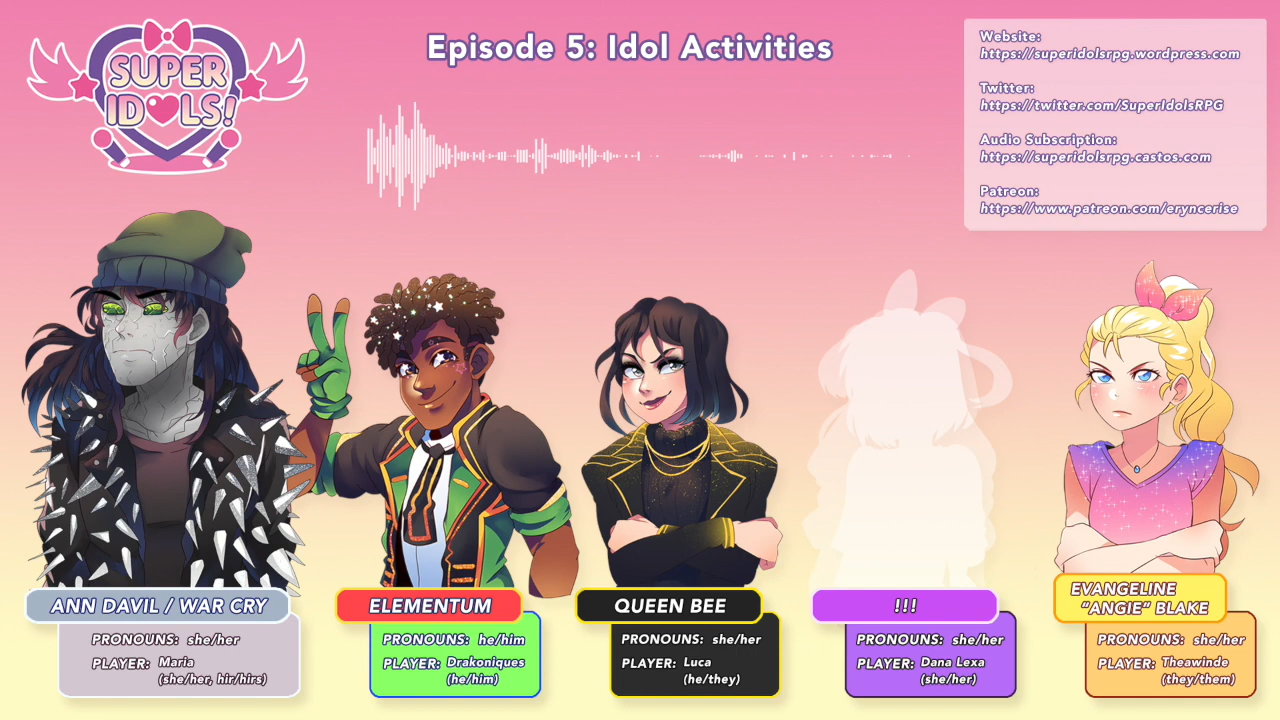 SUPER
IDOLS!
Episode 5: Idol Activities
Website:
https://superidolsrpg.wordpress.com
Twitter:
https://twitter.com/SuperIdolsRPG
Audio Subscription:
https://superidolsrpg.castos.com
Patreon:
https://www.patreon.com/eryncerise
ANN DAVIL / WAR CRY
PRONOUNS: she/her
PLAYER: Maria
(she/her, hir/hirs)
ELEMENTUM
PRONOUNS: he/him
PLAYER: Drakoniques
(he/him)
QUEEN BEE
PRONOUNS: she/her
PLAYER: Luca
(he/they)
!!!
PRONOUNS: she/her
PLAYER: Dana Lexa
(she/her)
EVANGELINE
"ANGIE" BLAKE
PRONOUNS: she/her
PLAYER: Theawinde
(they/them)